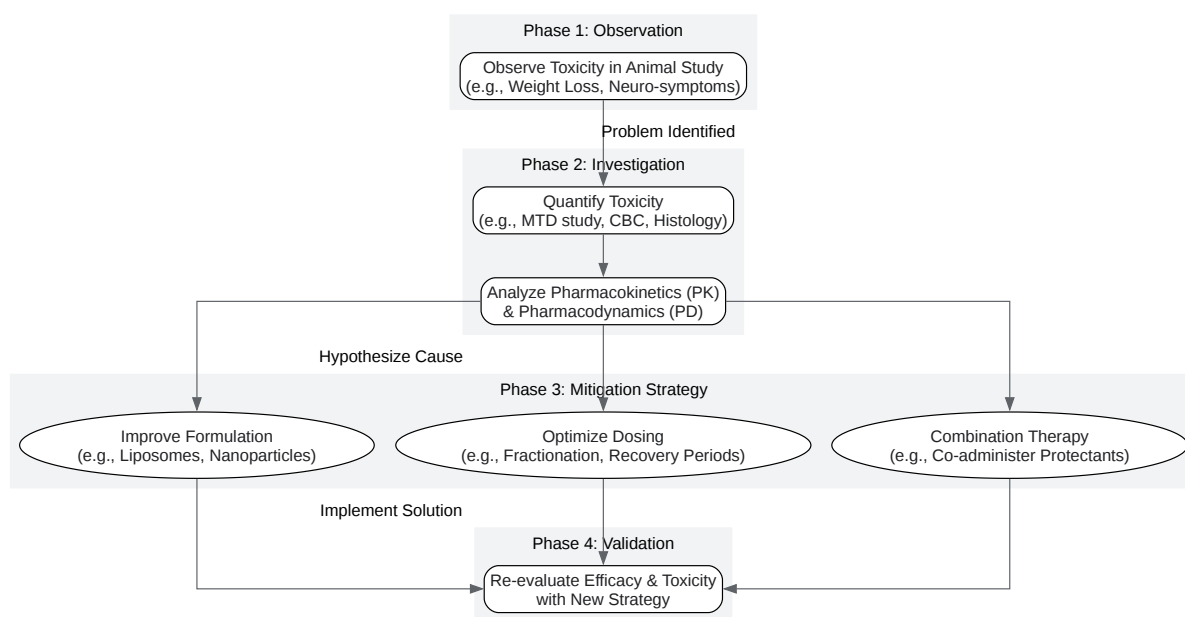 Phase 1: Observation
Observe Toxicity in Animal Study
(e.g., Weight Loss, Neuro-symptoms)
Problem Identified
Phase 2: Investigation
Quantify Toxicity
(e.g., MTD study, CBC, Histology)
Analyze Pharmacokinetics (PK)
& Pharmacodynamics (PD)
Hypothesize Cause
Phase 3: Mitigation Strategy
Improve Formulation
(e.g., Liposomes, Nanoparticles)
Optimize Dosing
(e.g., Fractionation, Recovery Periods)
Combination Therapy
(e.g., Co-administer Protectants)
Implement Solution
Phase 4: Validation
Re-evaluate Efficacy & Toxicity
with New Strategy